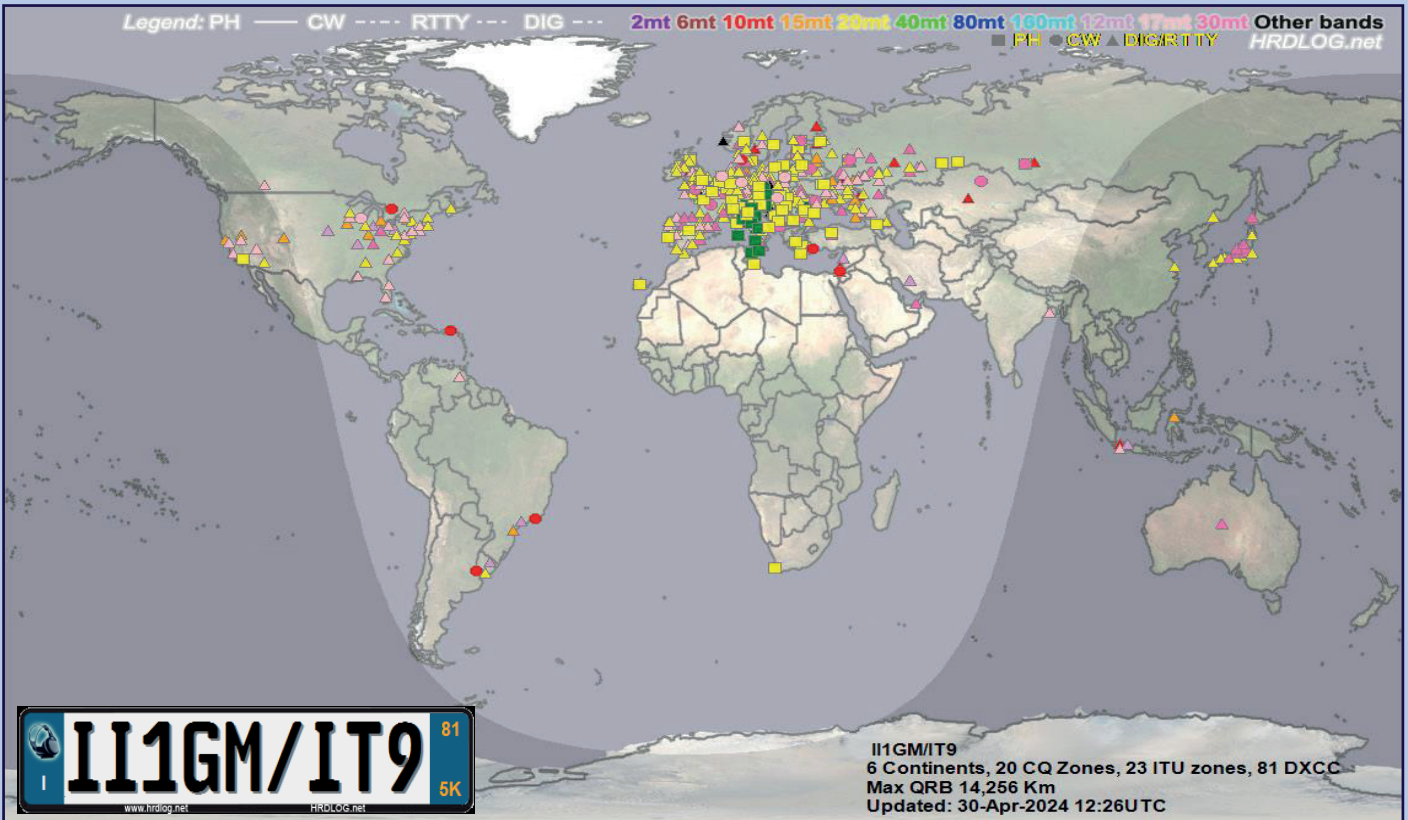 Legend: PH CW RTTY DIG 2mt 6mt 10mt 15mt 20mt 40mt 80mt 160mt 12mt 17mt 30mt Other bands
PH CW DIG/RTTY HRDLOG.net
II1GM/IT9
81
I
5K
www.hrdlog.net HRDLOG.net
II1GM/IT9
6 Continents, 20 CQ Zones, 23 ITU zones, 81 DXCC
Max QRB 14,256 Km
Updated: 30-Apr-2024 12:26UTC